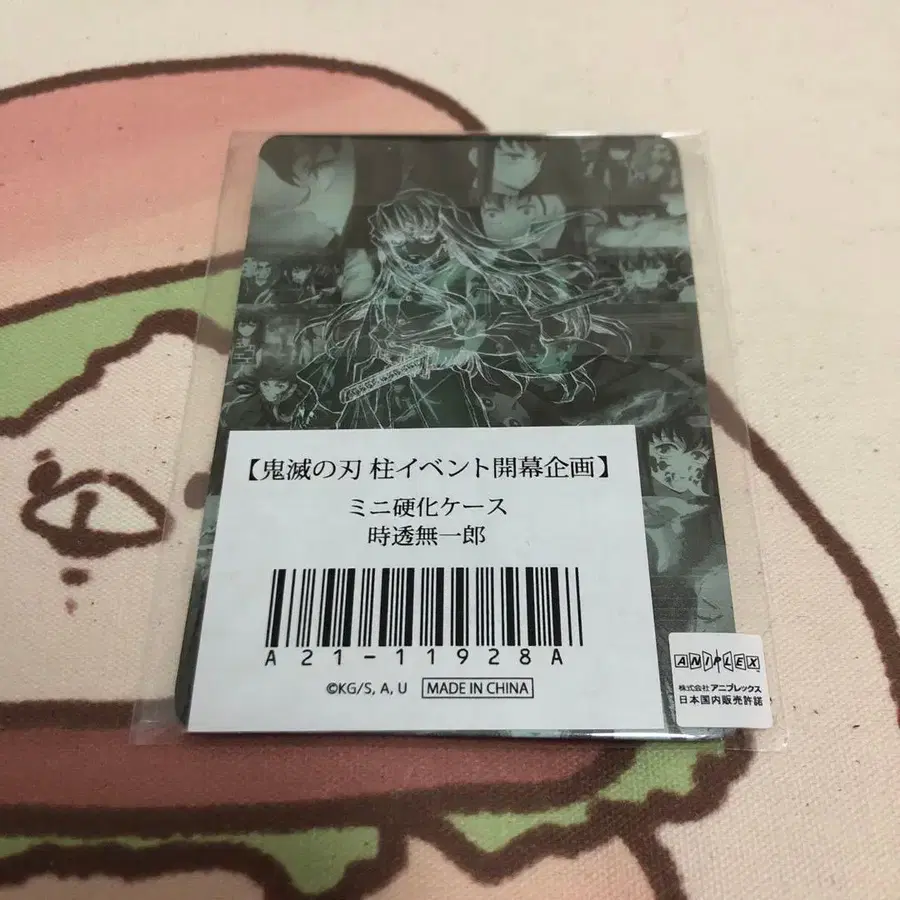 【鬼滅の刃 柱イベント開幕企画】
ミニ硬化ケース
時透無一郎
A21-11928A
©KG/S, A, U MADE IN CHINA
ANIPLEX
株式会社 アニプレックス
日本国内販売許諾